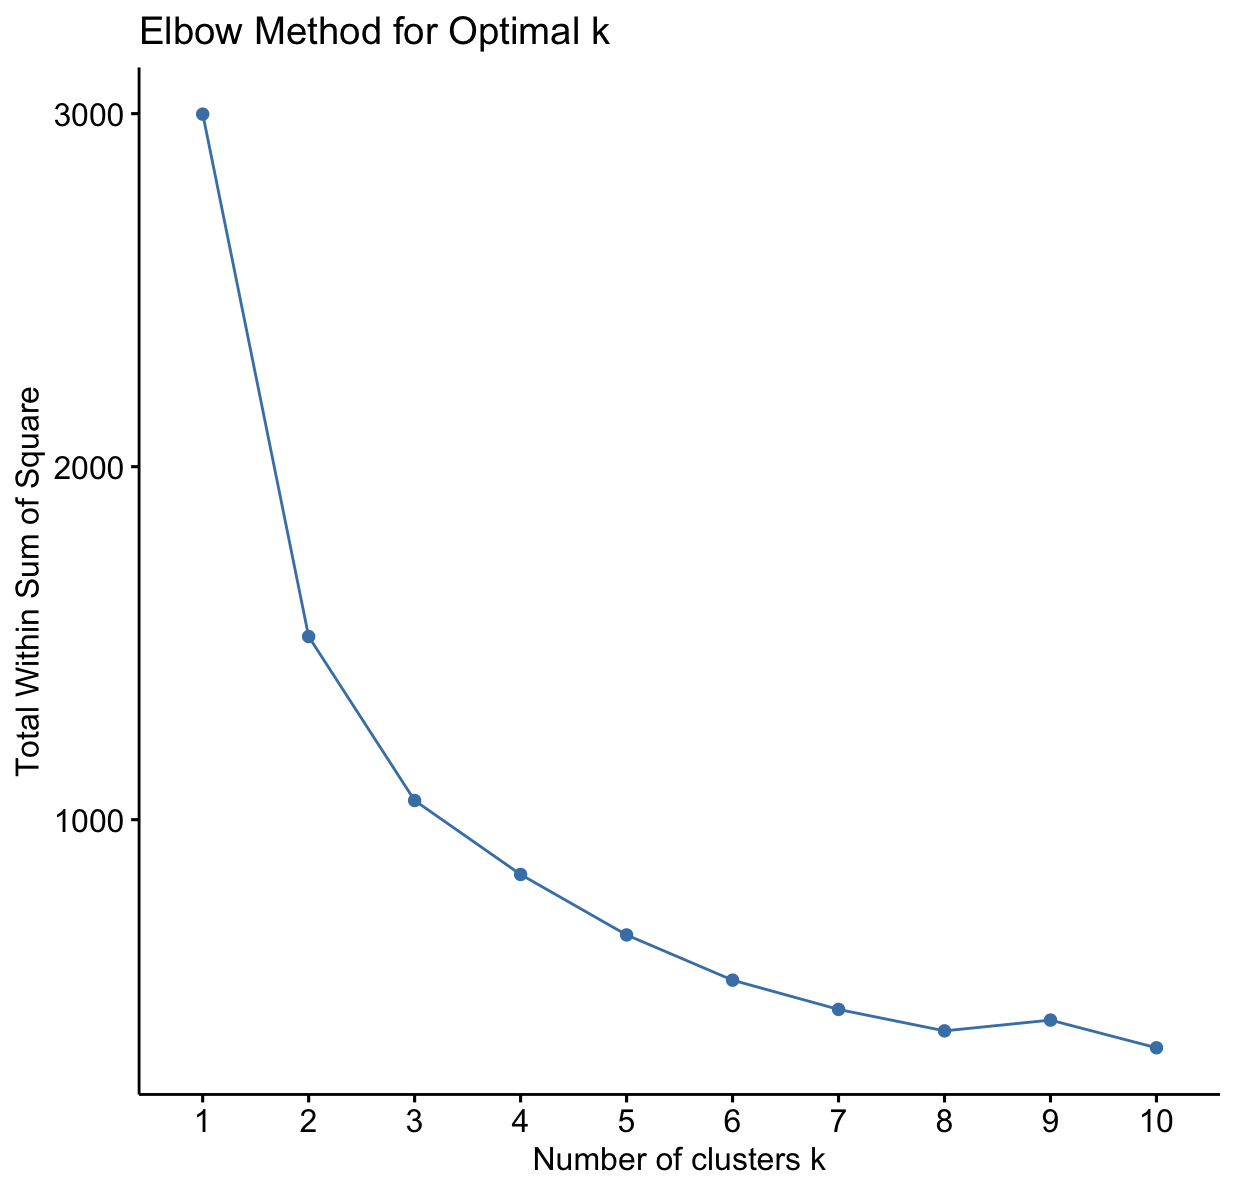 Elbow Method for Optimal k
3000
2000
1000
Total Within Sum of Square
1 2 3 4 5 6 7 8 9 10
Number of clusters k